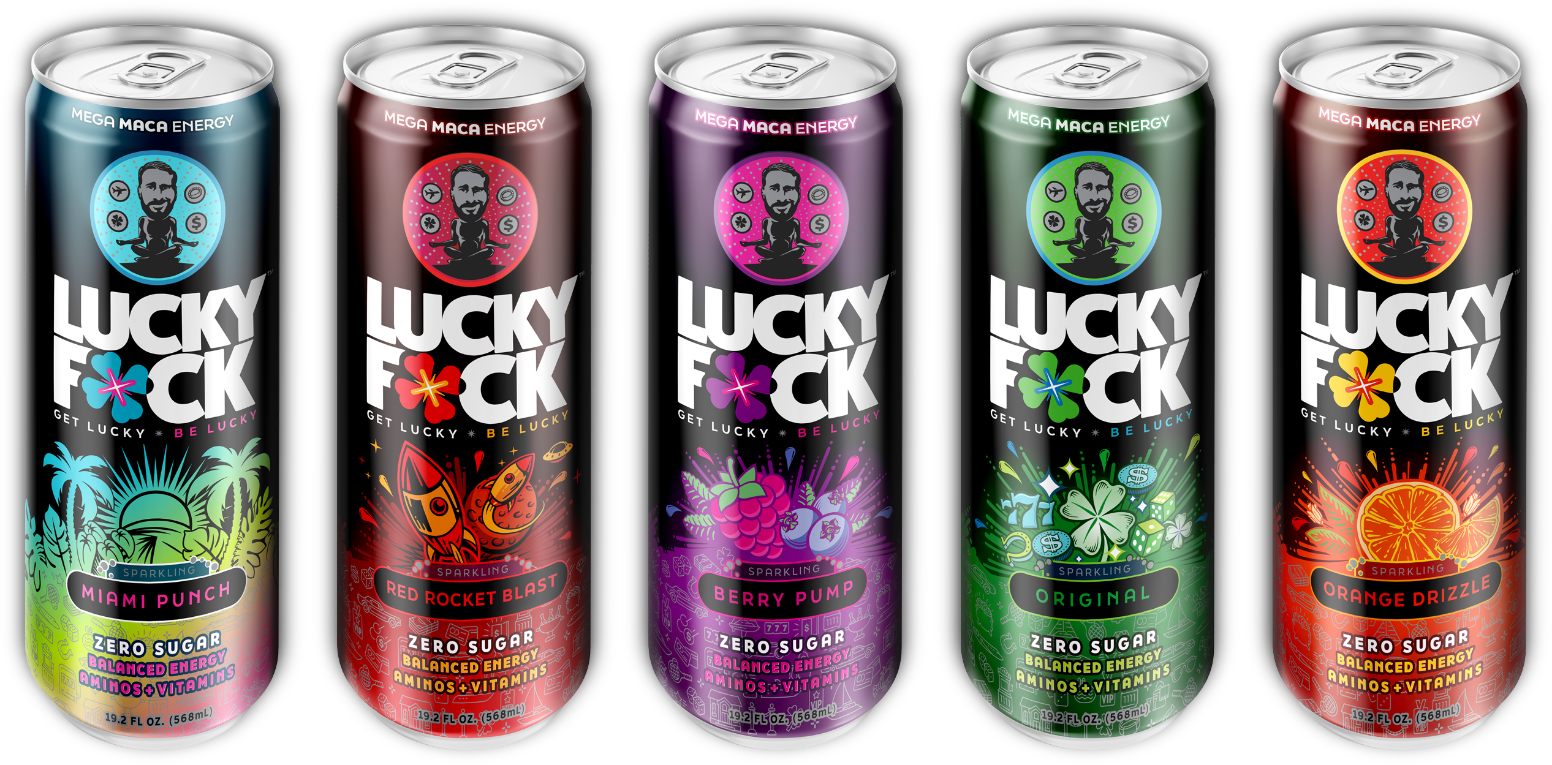 MEGA MACA ENERGY
LUCKY
F CK
GET LUCKY * BE LUCKY
SPARKLING
MIAMI PUNCH
ZERO SUGAR
BALANCED ENERGY
AMINOS + VITAMINS
19.2 FL OZ. (568mL)
MEGA MACA ENERGY
$
LUCKY
F CK
GET LUCKY * BE LUCKY
SPARKLING
RED ROCKET BLAST
ZERO SUGAR
BALANCED ENERGY
AMINOS + VITAMINS
19.2 FL OZ. (568mL)
MEGA MACA ENERGY
$
LUCKY
F CK
GET LUCKY * BE LUCKY
SPARKLING
BERRY PUMP
777
ZERO SUGAR
BALANCED ENERGY
AMINOS + VITAMINS
VIP
19.2 FL OZ. (568mL)
MEGA MACA ENERGY
$
LUCKY
F CK
GET LUCKY * BE LUCKY
777
VIP
VIP
SPARKLING
ORIGINAL
ZERO SUGAR
BALANCED ENERGY
AMINOS + VITAMINS
VIP
19.2 FL OZ. (568mL)
MEGA MACA ENERGY
$
LUCKY
F CK
GET LUCKY * BE LUCKY
SPARKLING
ORANGE DRIZZLE
ZERO SUGAR
BALANCED ENERGY
AMINOS + VITAMINS
19.2 FL OZ. (568mL)